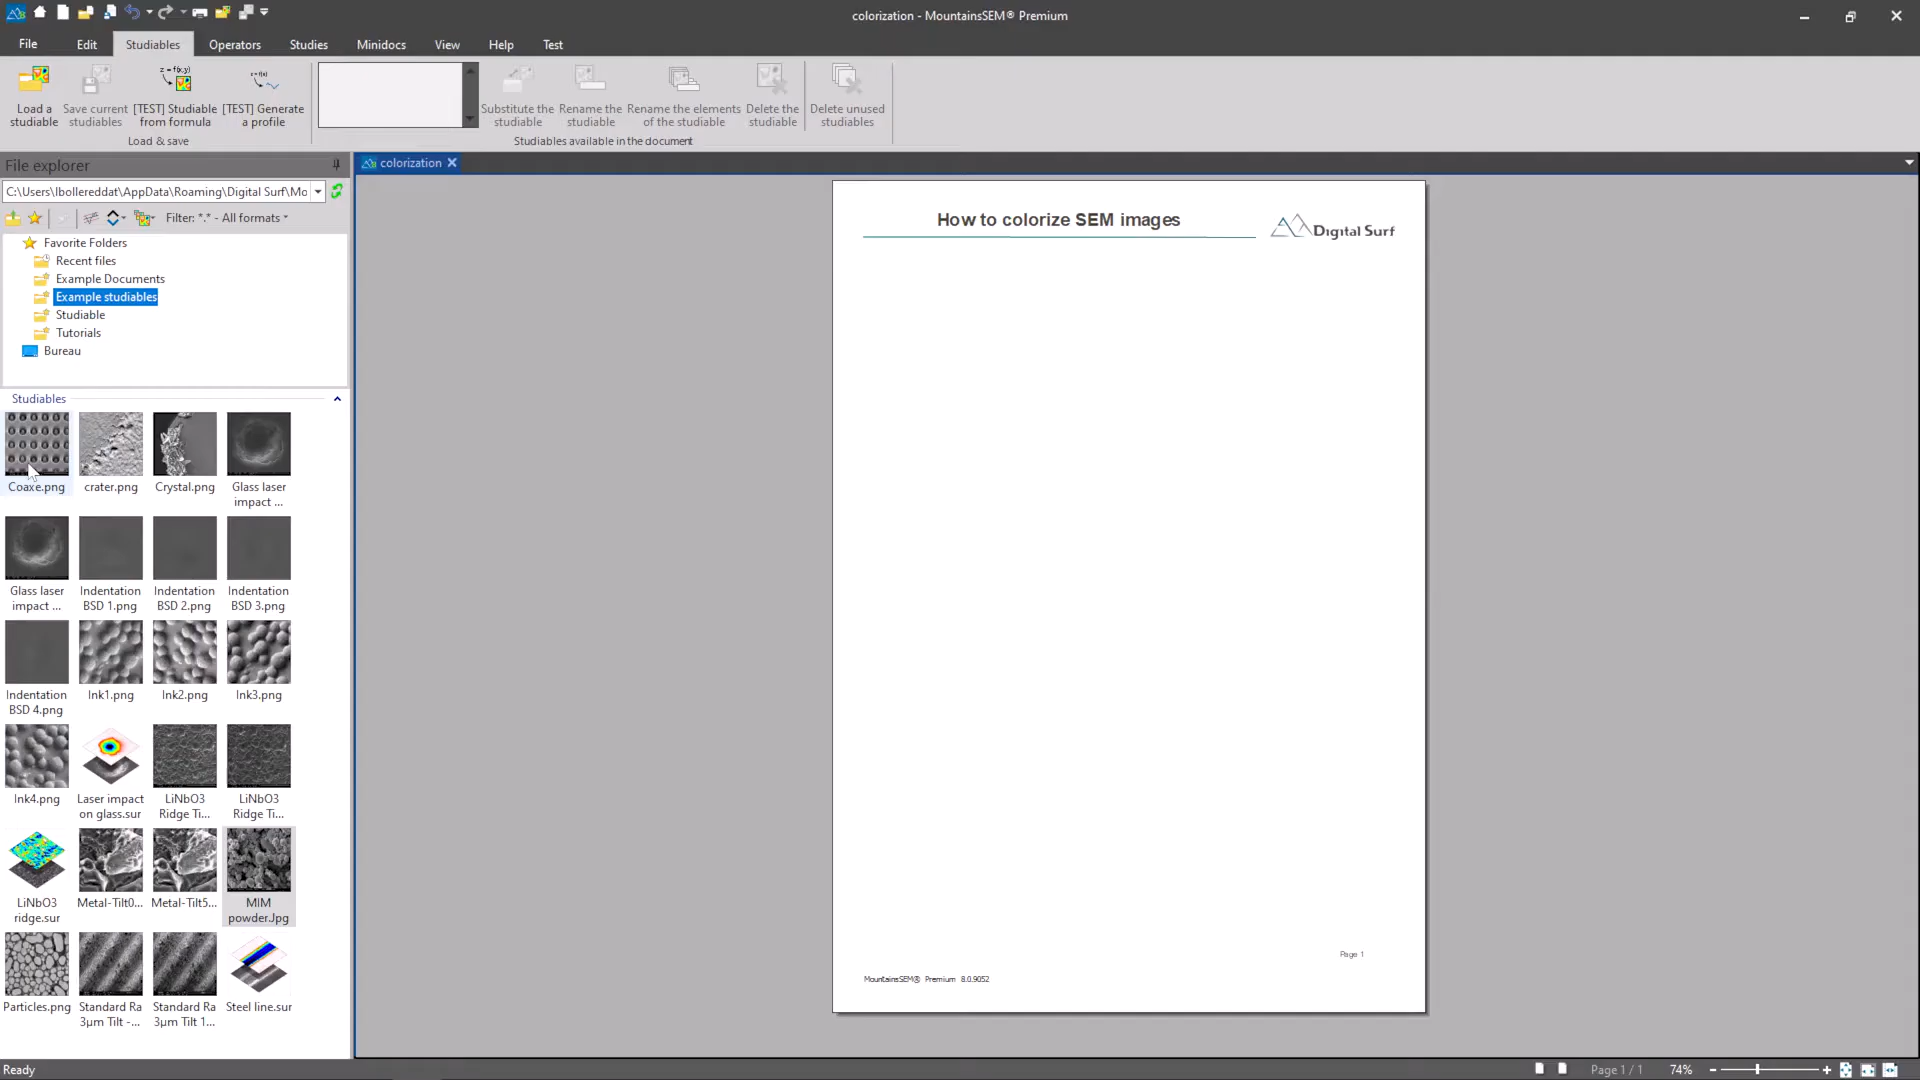 colorization - MountainsSEM® Premium
File Edit Studiables Operators Studies Minidocs View Help Test
z = f(x,y)
Load a studiable
Save current studiables
[TEST] Studiable from formula
[TEST] Generate a profile
Substitute the studiable
Rename the studiable
Rename the elements of the studiable
Delete the studiable
Delete unused studiables
Load & save
Studiables available in the document
File explorer
colorization
C:\Users\lbollereddat\AppData\Roaming\Digital Surf\Mo
Filter: *.* - All formats
Favorite Folders
Recent files
Example Documents
Example studiables
Studiable
Tutorials
Bureau
Studiables
Coaxe.png
crater.png
Crystal.png
Glass laser impact ...
Glass laser impact ...
Indentation BSD 1.png
Indentation BSD 2.png
Indentation BSD 3.png
Indentation BSD 4.png
Ink1.png
Ink2.png
Ink3.png
Ink4.png
Laser impact on glass.sur
LiNbO3 Ridge Ti...
LiNbO3 Ridge Ti...
LiNbO3 ridge.sur
Metal-Tilt0...
Metal-Tilt5...
MIM powder.Jpg
Particles.png
Standard Ra 3µm Tilt -...
Standard Ra 3µm Tilt 1...
Steel line.sur
How to colorize SEM images
Digital Surf
Page 1
MountainsSEM® Premium 8.0.9052
Ready
Page 1 / 1
74%